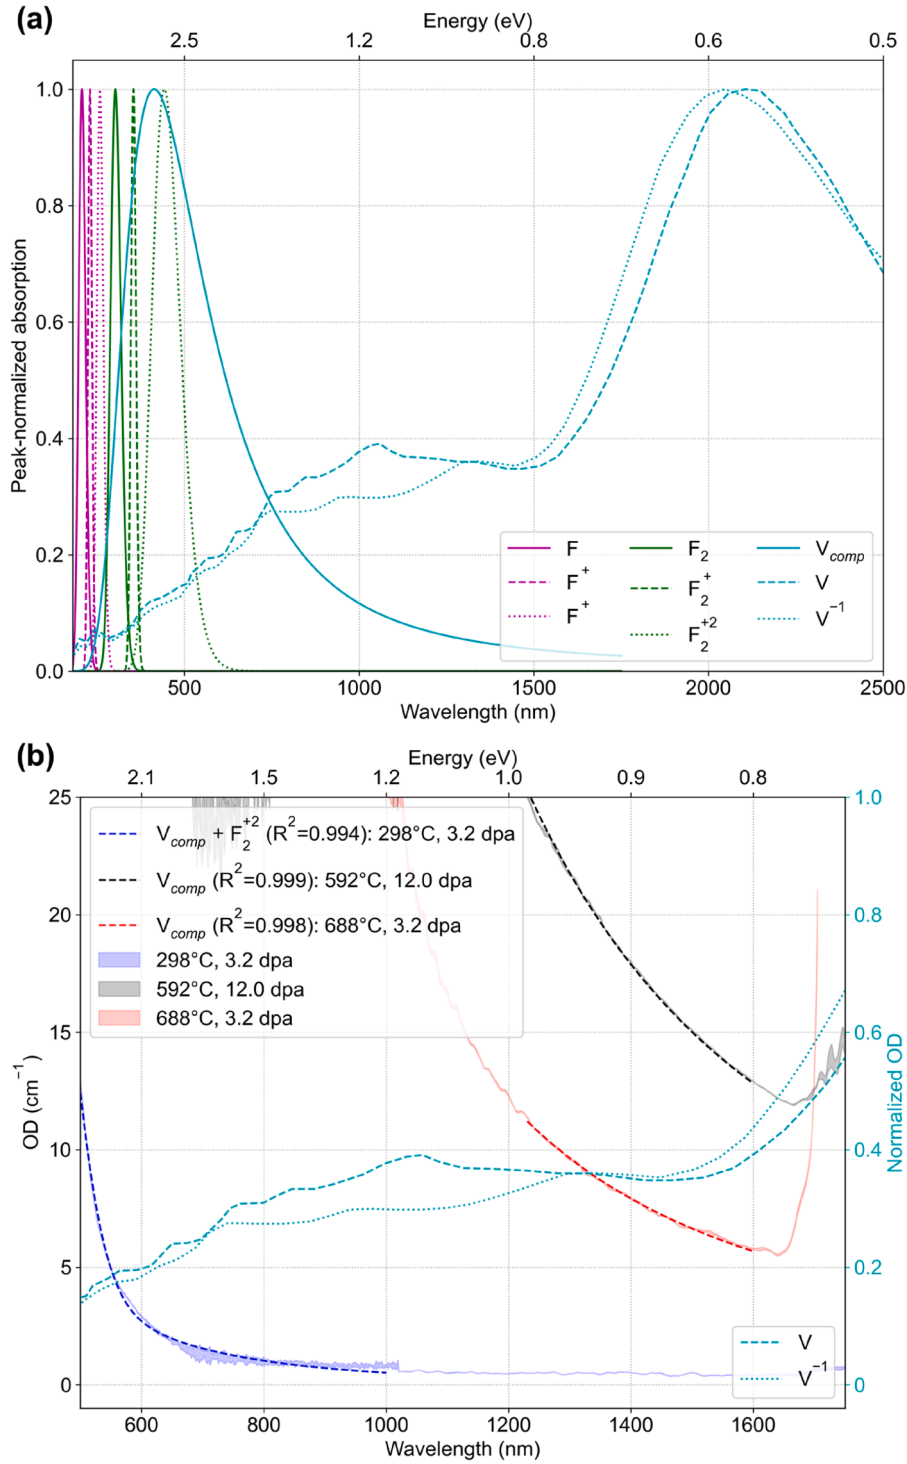 (a)
Energy (eV)
2.5 1.2 0.8 0.6 0.5
Peak-normalized absorption
1.0
0.8
0.6
0.4
0.2
0.0
F F₂ V_comp
F⁺ F₂⁺ V
F⁺ F₂⁺² V⁻¹
500 1000 1500 2000 2500
Wavelength (nm)
(b)
Energy (eV)
2.1 1.5 1.2 1.0 0.9 0.8
OD (cm⁻¹)
25
20
15
10
5
0
V_comp + F₂⁺² (R²=0.994): 298°C, 3.2 dpa
V_comp (R²=0.999): 592°C, 12.0 dpa
V_comp (R²=0.998): 688°C, 3.2 dpa
298°C, 3.2 dpa
592°C, 12.0 dpa
688°C, 3.2 dpa
1.0
0.8
0.6
0.4
0.2
0
Normalized OD
V
V⁻¹
600 800 1000 1200 1400 1600
Wavelength (nm)